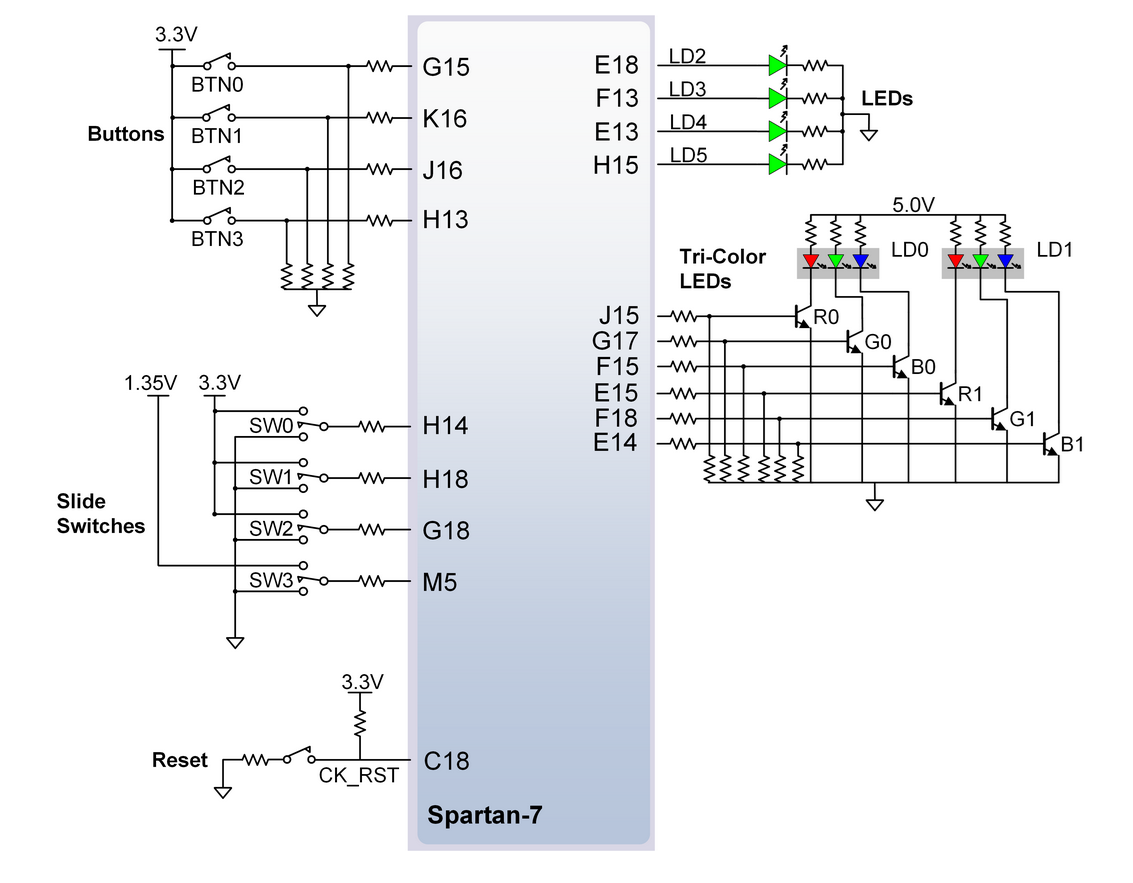 3.3V
BTN0
G15
Buttons
BTN1
K16
BTN2
J16
BTN3
H13
1.35V 3.3V
SW0
H14
SW1
H18
Slide
Switches
SW2
G18
SW3
M5
3.3V
Reset
CK_RST
C18
Spartan-7
E18
LD2
F13
LD3
E13
LD4
H15
LD5
LEDs
5.0V
Tri-Color
LEDs
LD0
LD1
J15
R0
G17
G0
F15
B0
E15
R1
F18
G1
E14
B1